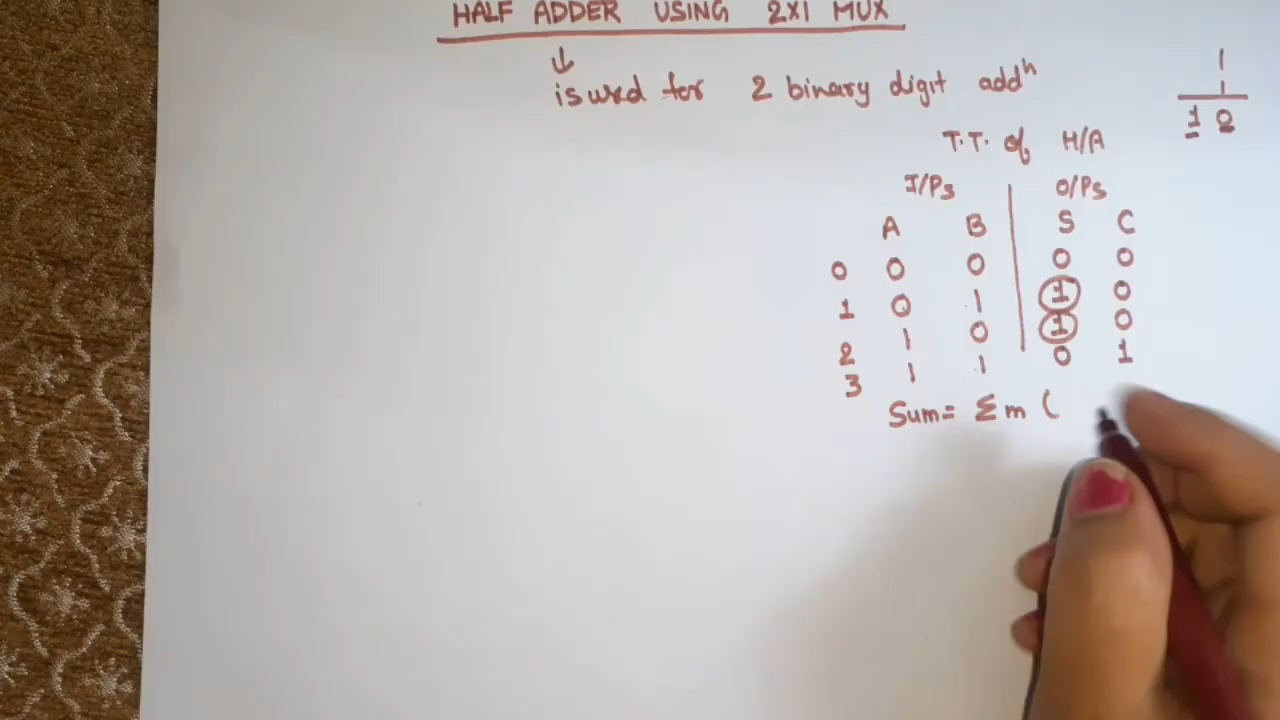 HALF ADDER USING 2X1 MUX
↓
is used for 2 binary digit addn
1
1
1 0
T.T. of H/A
I/Ps O/Ps
A B S C
0 0 0 0 0
1 0 1 1 0
2 1 0 1 0
3 1 1 0 1
Sum= Σm (